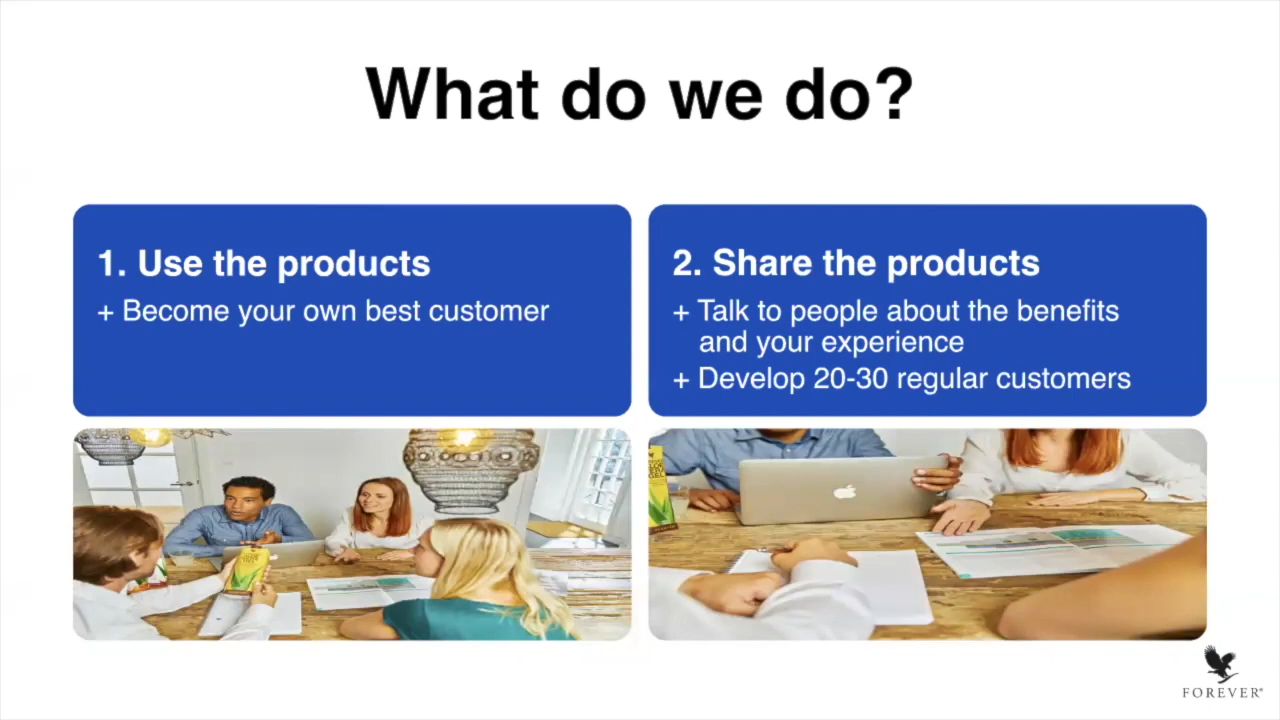 What do we do?
1. Use the products
+ Become your own best customer
2. Share the products
+ Talk to people about the benefits
and your experience
+ Develop 20-30 regular customers
FOREVER®